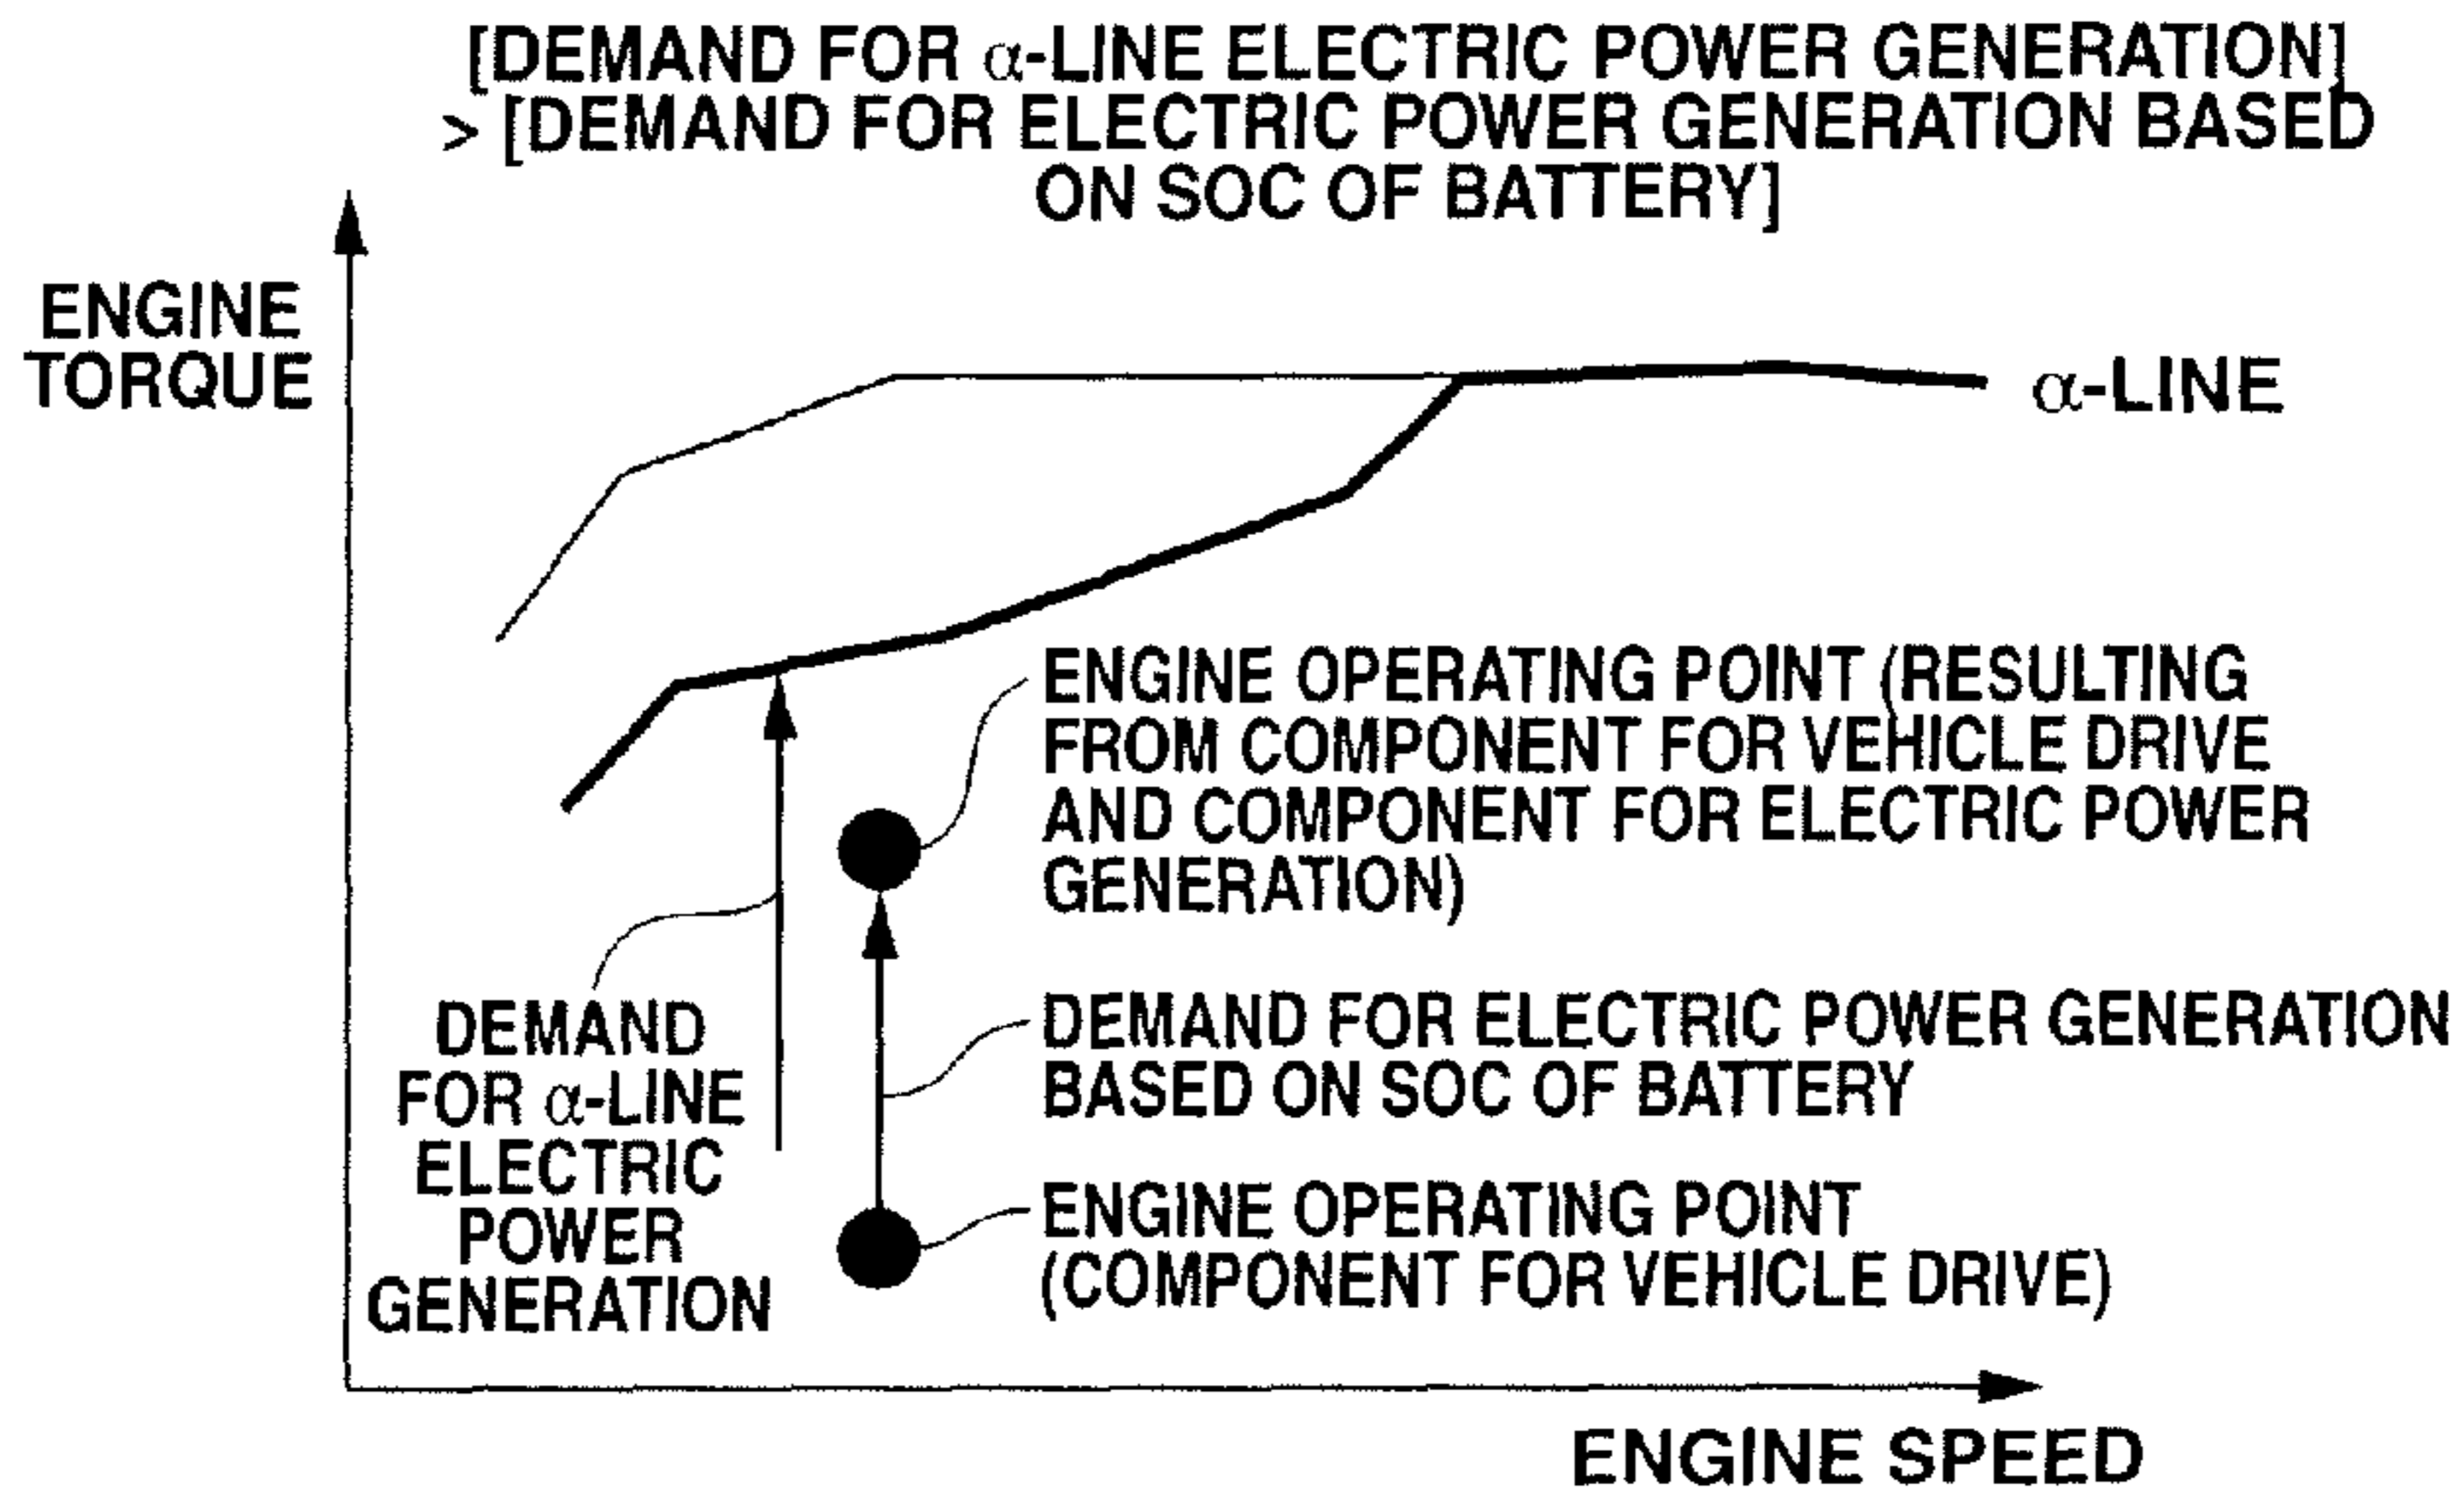 [DEMAND FOR α-LINE ELECTRIC POWER GENERATION]
> [DEMAND FOR ELECTRIC POWER GENERATION BASED
ON SOC OF BATTERY]
ENGINE
TORQUE
α-LINE
ENGINE OPERATING POINT (RESULTING
FROM COMPONENT FOR VEHICLE DRIVE
AND COMPONENT FOR ELECTRIC POWER
GENERATION)
DEMAND
FOR α-LINE
ELECTRIC
POWER
GENERATION
DEMAND FOR ELECTRIC POWER GENERATION
BASED ON SOC OF BATTERY
ENGINE OPERATING POINT
(COMPONENT FOR VEHICLE DRIVE)
ENGINE SPEED